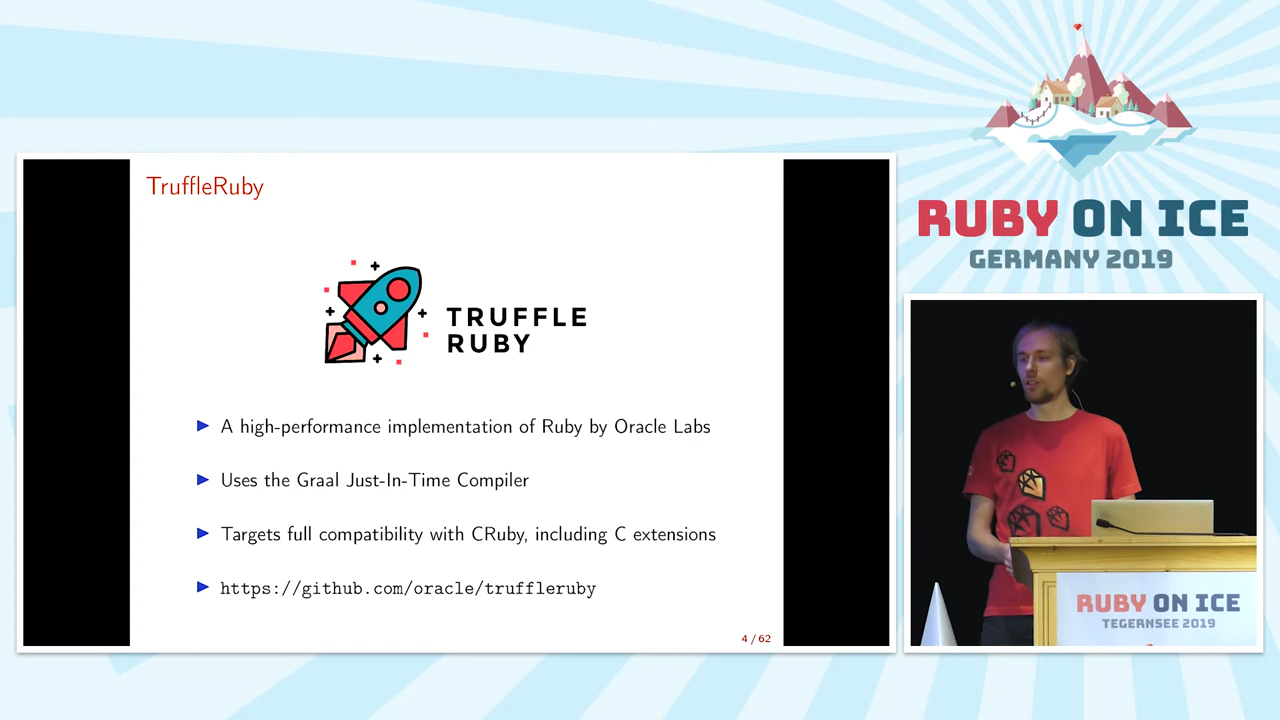 TruffleRuby
TRUFFLE
RUBY
A high-performance implementation of Ruby by Oracle Labs
Uses the Graal Just-In-Time Compiler
Targets full compatibility with CRuby, including C extensions
https://github.com/oracle/truffleruby
4 / 62
RUBY ON ICE
GERMANY 2019
RUBY ON ICE
TEGERNSEE 2019